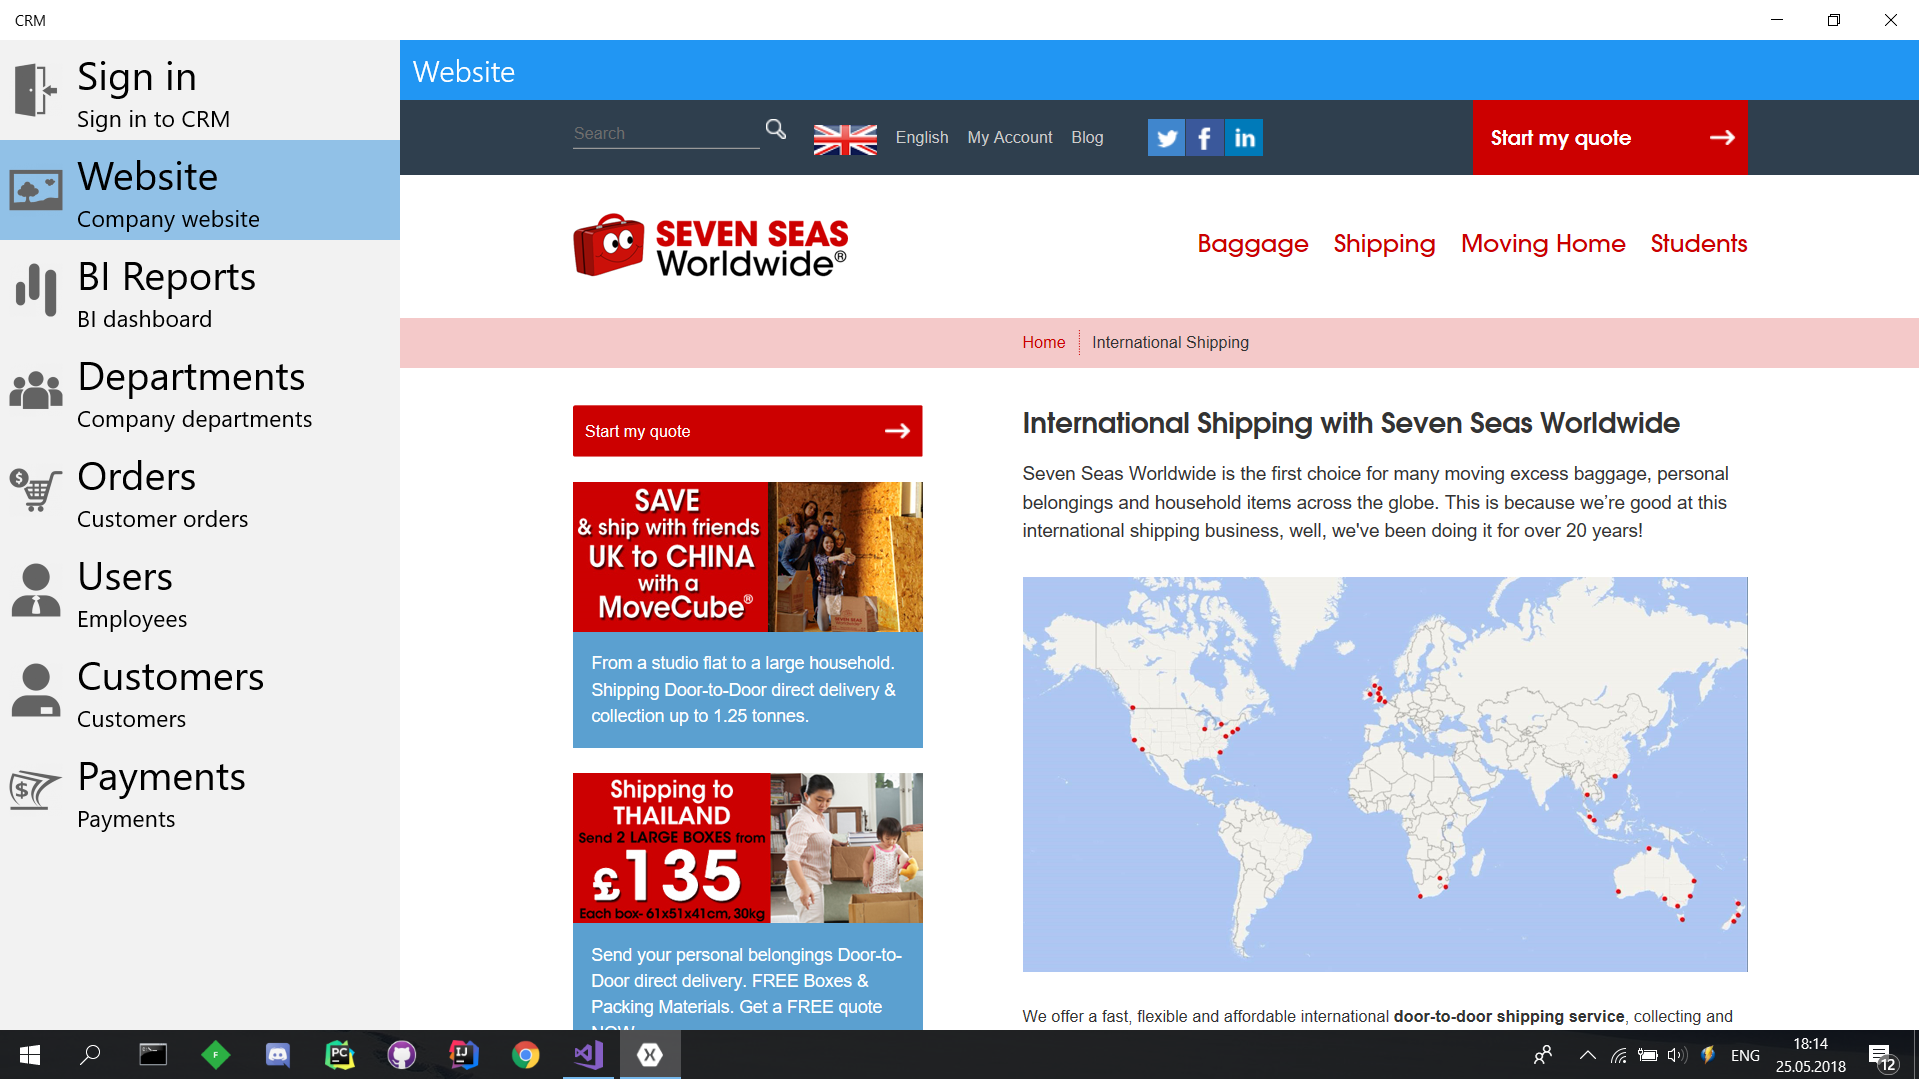 CRM
Sign in
Sign in to CRM
Website
Company website
BI Reports
BI dashboard
Departments
Company departments
Orders
Customer orders
Users
Employees
Customers
Customers
Payments
Payments
Website
Search
English My Account Blog
Start my quote
SEVEN SEAS
Worldwide®
Baggage Shipping Moving Home Students
Home International Shipping
Start my quote
SAVE
& ship with friends
UK to CHINA
with a
MoveCube®
From a studio flat to a large household.
Shipping Door-to-Door direct delivery &
collection up to 1.25 tonnes.
Shipping to
THAILAND
Send 2 LARGE BOXES from
£135
Each box- 61x51x41cm, 30kg
Send your personal belongings Door-to-
Door direct delivery. FREE Boxes &
Packing Materials. Get a FREE quote
NOW
International Shipping with Seven Seas Worldwide
Seven Seas Worldwide is the first choice for many moving excess baggage, personal
belongings and household items across the globe. This is because we’re good at this
international shipping business, well, we've been doing it for over 20 years!
We offer a fast, flexible and affordable international door-to-door shipping service, collecting and
ENG
18:14
25.05.2018
12